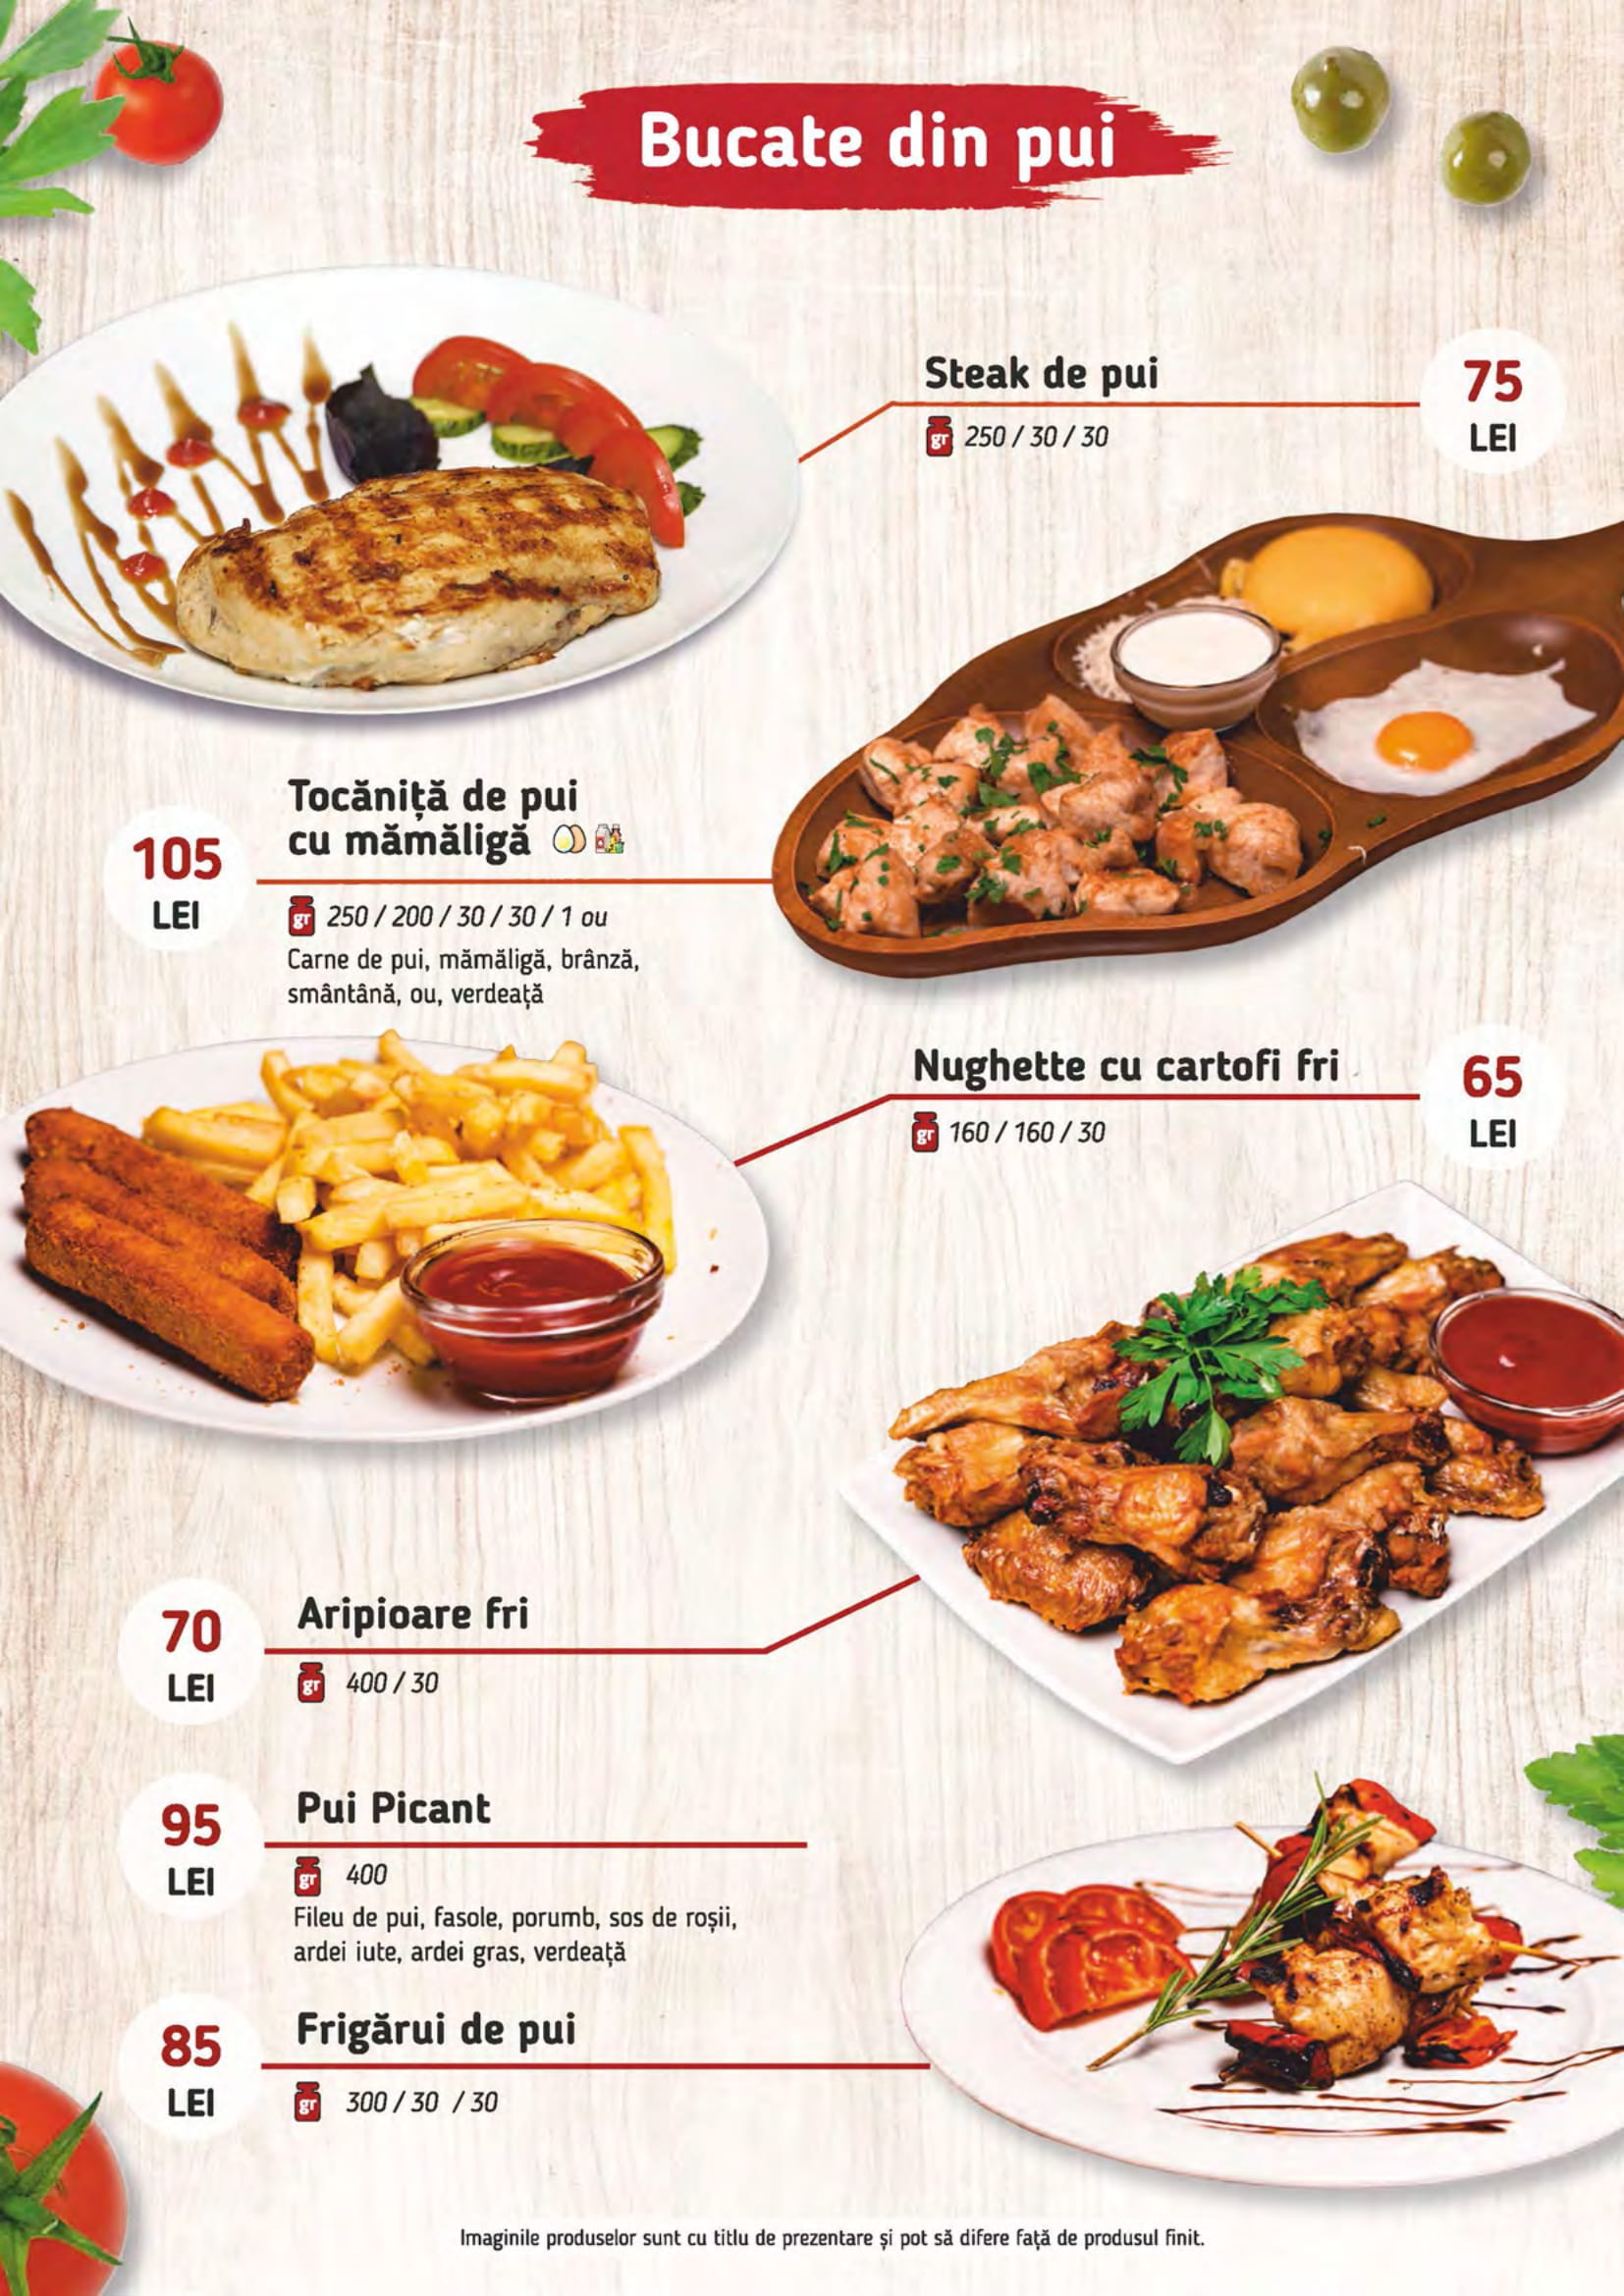 Bucate din pui
Steak de pui
gr 250 / 30 / 30
75
LEI
Tocăniță de pui
cu mămăligă
105
LEI
gr 250 / 200 / 30 / 30 / 1 ou
Carne de pui, mămăligă, brânză,
smântână, ou, verdeață
Nughette cu cartofi fri
gr 160 / 160 / 30
65
LEI
Aripioare fri
70
LEI
gr 400 / 30
Pui Picant
95
LEI
gr 400
Fileu de pui, fasole, porumb, sos de roșii,
ardei iute, ardei gras, verdeață
Frigărui de pui
85
LEI
gr 300 / 30 / 30
Imaginile produselor sunt cu titlu de prezentare și pot să difere față de produsul finit.